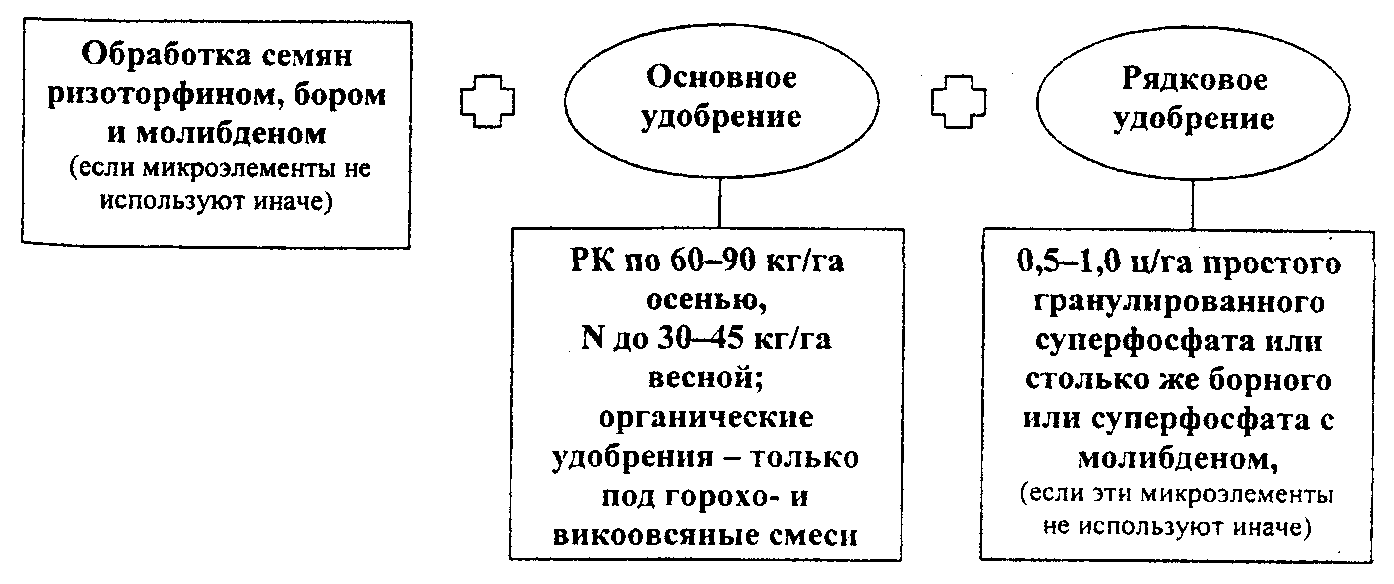 Обработка семян
ризоторфином, бором
и молибденом
(если микроэлементы не
используют иначе)
Основное
удобрение
Рядковое
удобрение
РК по 60–90 кг/га
осенью,
N до 30–45 кг/га
весной;
органические
удобрения – только
под горохо- и
викоовсяные смеси
0,5–1,0 ц/га простого
гранулированного
суперфосфата или
столько же борного
или суперфосфата с
молибденом,
(если эти микроэлементы
не используют иначе)